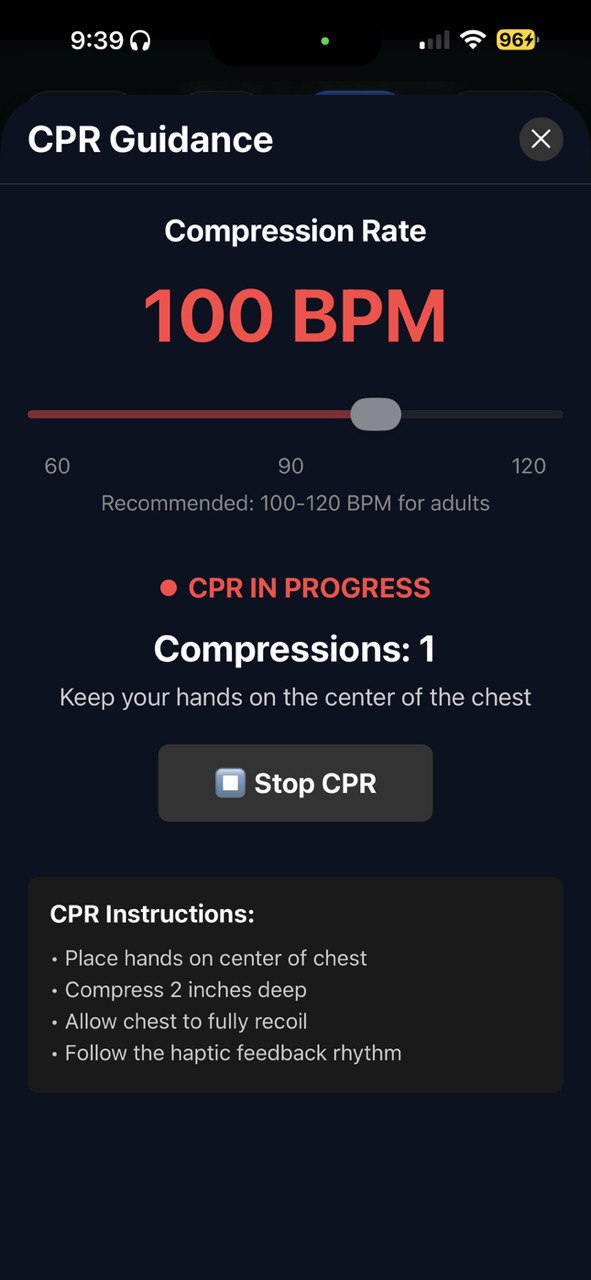 9:39
96
CPR Guidance
Compression Rate
100 BPM
60 90 120
Recommended: 100-120 BPM for adults
CPR IN PROGRESS
Compressions: 1
Keep your hands on the center of the chest
Stop CPR
CPR Instructions:
• Place hands on center of chest
• Compress 2 inches deep
• Allow chest to fully recoil
• Follow the haptic feedback rhythm